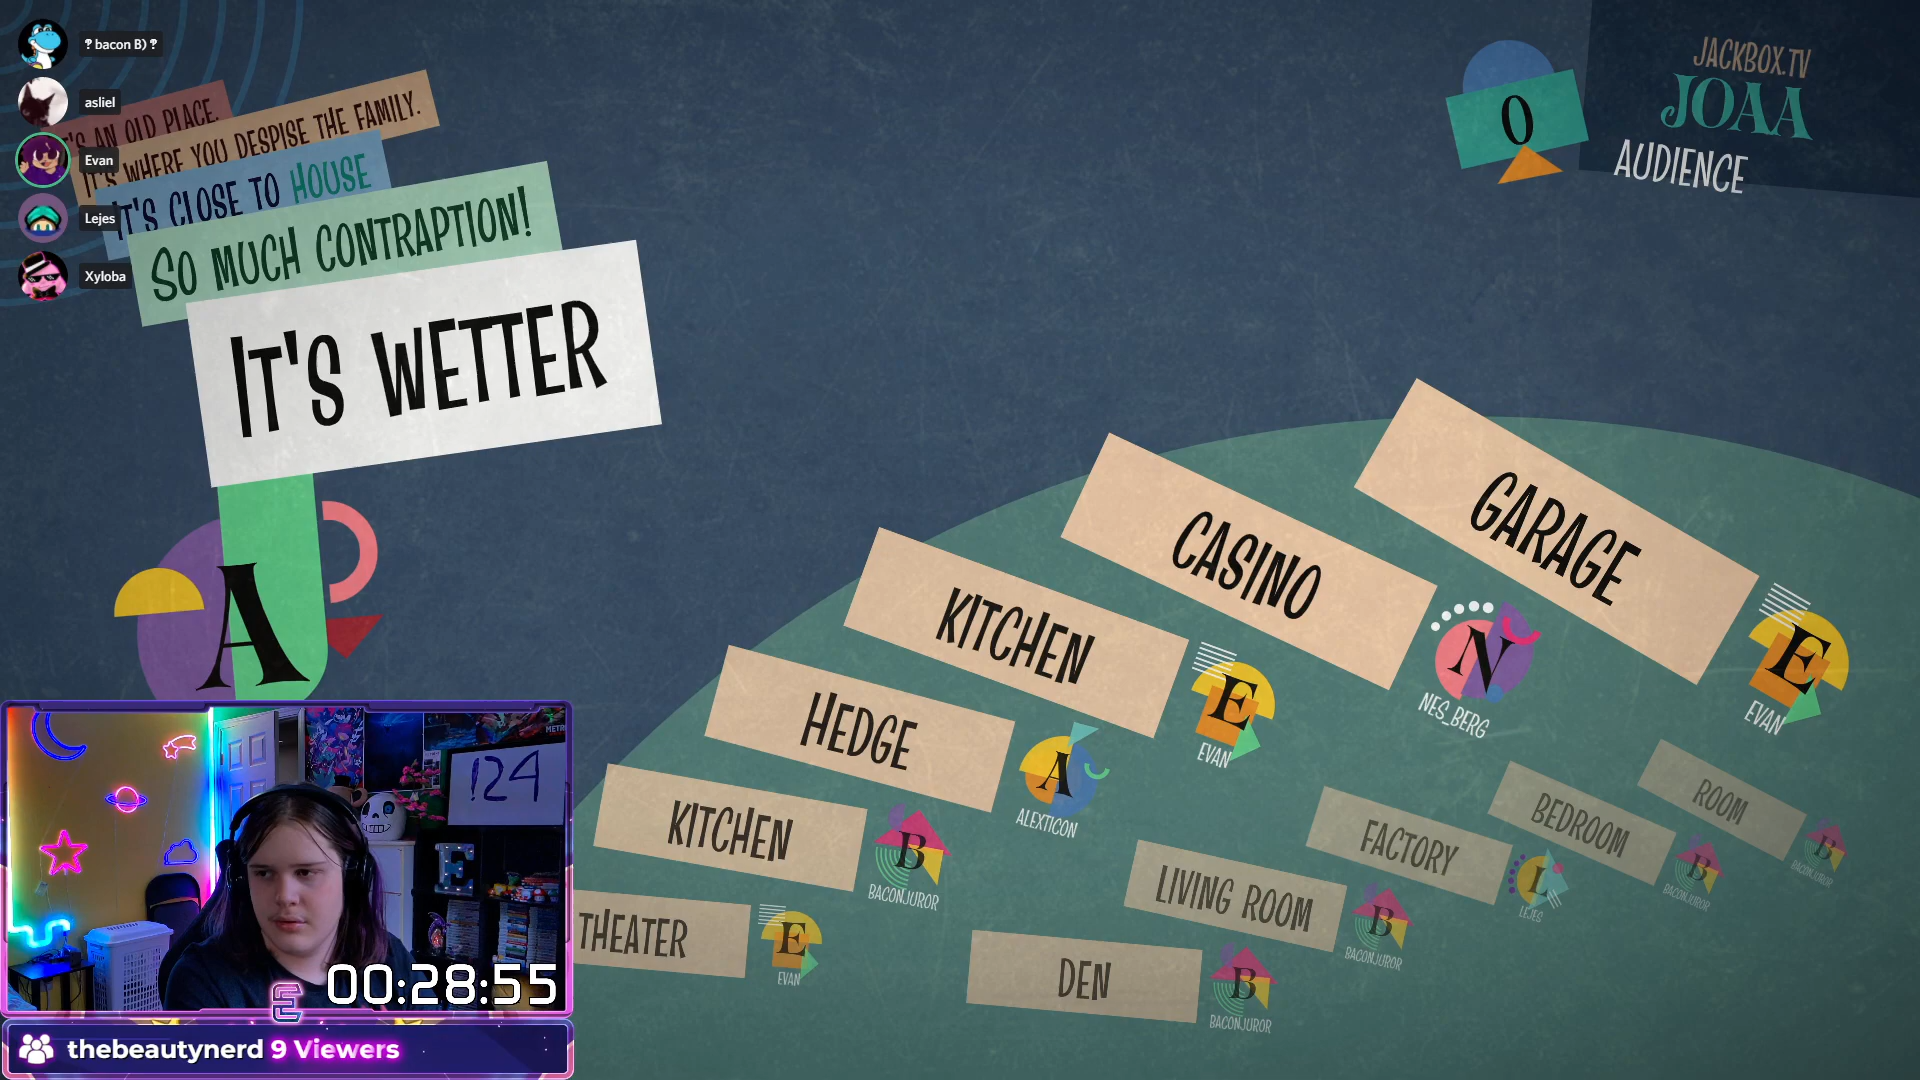 ‽ bacon B) ‽
asliel
Evan
Lejes
Xyloba
'S AN OLD PLACE.
IT'S WHERE YOU DESPISE THE FAMILY.
IT'S CLOSE TO HOUSE
SO MUCH CONTRAPTION!
IT'S WETTER
A
0
JACKBOX.TV
JOAA
AUDIENCE
GARAGE
E
EVAN
CASINO
N
NES_BERG
KITCHEN
E
EVAN
HEDGE
A
ALEXTICON
KITCHEN
B
BACONJUROR
THEATER
E
EVAN
ROOM
B
BACONJUROR
BEDROOM
B
BACONJUROR
FACTORY
L
LEJES
LIVING ROOM
B
BACONJUROR
DEN
B
BACONJUROR
METR
124
E
00:28:55
E
thebeautynerd 9 Viewers